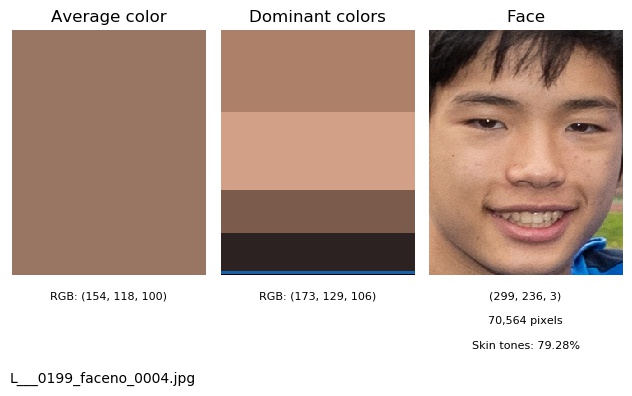 Average color
Dominant colors
Face
RGB: (154, 118, 100)
RGB: (173, 129, 106)
(299, 236, 3)
70,564 pixels
Skin tones: 79.28%
L___0199_faceno_0004.jpg